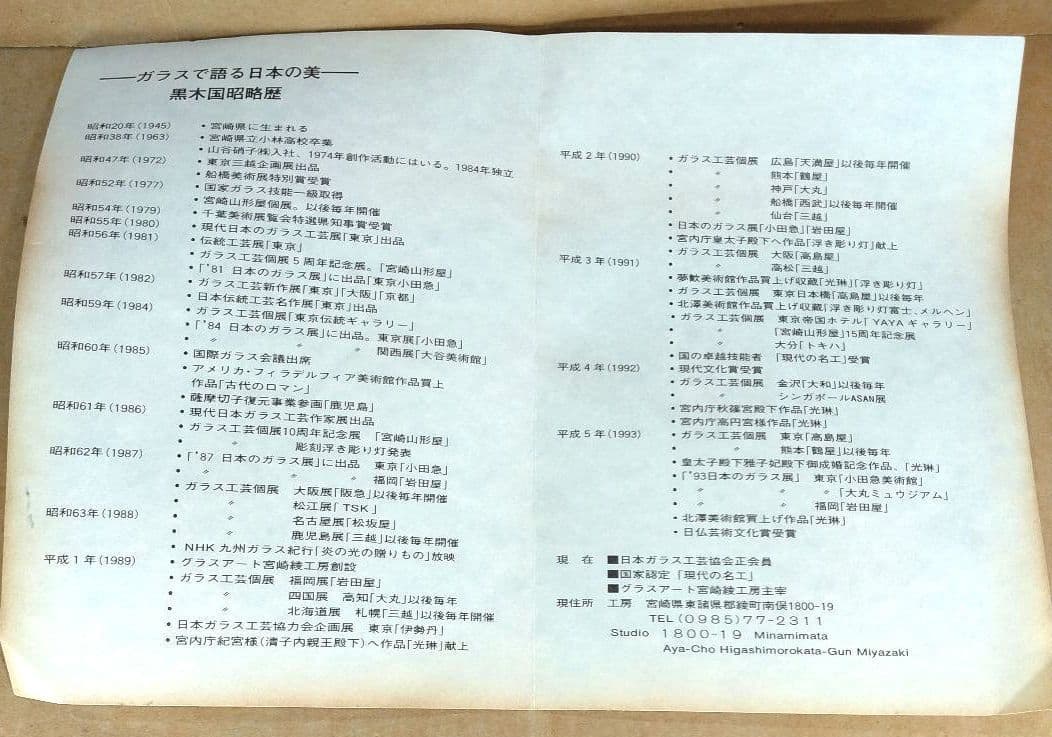 ――ガラスで語る日本の美――
黒木国昭略歴
昭和20年(1945) •宮崎県に生まれる
昭和38年(1963) •宮崎県立小林高校卒業
•山谷硝子㈱入社、1974年創作活動にはいる。1984年独立
昭和47年(1972) •東京三越企画展出品
•船橋美術展特別賞受賞
昭和52年(1977) •国家ガラス技能一級取得
•宮崎山形屋個展。以後毎年開催
昭和54年(1979) •千葉美術展覧会特選県知事賞受賞
昭和55年(1980) •現代日本のガラス工芸展「東京」出品
昭和56年(1981) •伝統工芸展「東京」
•ガラス工芸個展5周年記念展。「宮崎山形屋」
•「'81 日本のガラス展」に出品「東京小田急」
昭和57年(1982) •ガラス工芸新作展「東京」「大阪」「京都」
•日本伝統工芸名作展「東京」出品
昭和59年(1984) •ガラス工芸個展「東京伝統ギャラリー」
•「'84 日本のガラス展」に出品。東京展「小田急」
〃 〃 〃 関西展「大谷美術館」
昭和60年(1985) •国際ガラス会議出席
•アメリカ・フィラデルフィア美術館作品買上
作品「古代のロマン」
•薩摩切子復元事業参画「鹿児島」
昭和61年(1986) •現代日本ガラス工芸作家展出品
•ガラス工芸個展10周年記念展 「宮崎山形屋」
• 〃 彫刻浮き彫り灯発表
昭和62年(1987) •「'87 日本のガラス展」に出品 東京「小田急」
• 〃 〃 福岡「岩田屋」
•ガラス工芸個展 大阪展「阪急」以後毎年開催
• 〃 松江展「TSK」
昭和63年(1988) • 〃 名古屋展「松坂屋」
• 〃 鹿児島展「三越」以後毎年開催
•NHK九州ガラス紀行「炎の光の贈りもの」放映
平成1年(1989) •グラスアート宮崎綾工房創設
•ガラス工芸個展 福岡展「岩田屋」
• 〃 四国展 高知「大丸」以後毎年
• 〃 北海道展 札幌「三越」以後毎年開催
•日本ガラス工芸協力会企画展 東京「伊勢丹」
•宮内庁紀宮様(清子内親王殿下)へ作品「光琳」献上
平成2年(1990) •ガラス工芸個展 広島「天満屋」以後毎年開催
• 〃 熊本「鶴屋」
• 〃 神戸「大丸」
• 〃 船橋「西武」以後毎年開催
• 〃 仙台「三越」
•日本のガラス展「小田急」「岩田屋」
•宮内庁皇太子殿下へ作品「浮き彫り灯」献上
平成3年(1991) •ガラス工芸個展 大阪「高島屋」
• 〃 高松「三越」
•夢歓美術館作品買上げ収蔵「光琳」「浮き彫り灯」
•ガラス工芸個展 東京日本橋「高島屋」以後毎年
•北澤美術館作品買上げ収蔵「浮き彫り灯富士、メルヘン」
•ガラス工芸個展 東京帝国ホテル「YAYAギャラリー」
• 〃 「宮崎山形屋」15周年記念展
• 〃 大分「トキハ」
•国の卓越技能者 「現代の名工」受賞
平成4年(1992) •現代文化賞受賞
•ガラス工芸個展 金沢「大和」以後毎年
• 〃 シンガポールASAN展
•宮内庁秋篠宮殿下作品「光琳」
•宮内庁高円宮様作品「光琳」
平成5年(1993) •ガラス工芸個展 東京「高島屋」
• 〃 熊本「鶴屋」以後毎年
•皇太子殿下雅子妃殿下御成婚記念作品、「光琳」
•「'93日本のガラス展」 東京「小田急美術館」
• 〃 〃 〃 「大丸ミュウジアム」
• 〃 〃 福岡「岩田屋」
•北澤美術館買上げ作品「光琳」
•日仏芸術文化賞受賞
現 在 ■日本ガラス工芸協会正会員
■国家認定「現代の名工」
■グラスアート宮崎綾工房主宰
現住所 工房 宮崎県東諸県郡綾町南俣1800-19
TEL(0985)77-2311
Studio 1800-19 Minamimata
Aya-Cho Higashimorokata-Gun Miyazaki